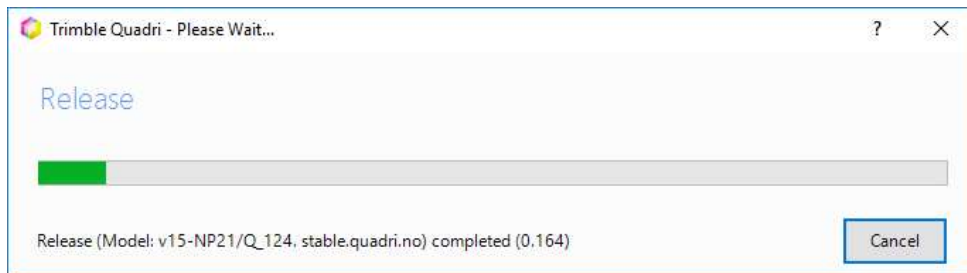 Trimble Quadri - Please Wait...
?
Release
Release (Model: v15-NP21/Q_124, stable.quadri.no) completed (0.164)
Cancel